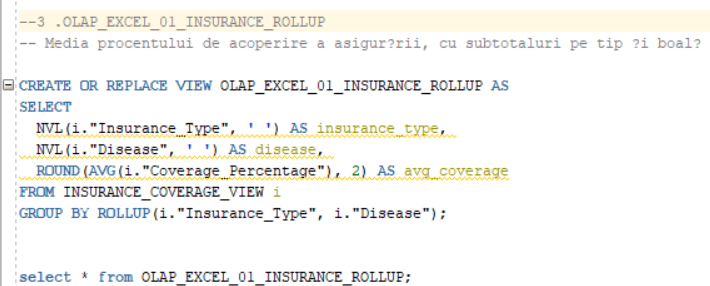 --3 .OLAP_EXCEL_01_INSURANCE_ROLLUP
-- Media procentului de acoperire a asigur?rii, cu subtotaluri pe tip ?i boal?
CREATE OR REPLACE VIEW OLAP_EXCEL_01_INSURANCE_ROLLUP AS
SELECT
NVL(i."Insurance_Type", ' ') AS insurance_type,
NVL(i."Disease", ' ') AS disease,
ROUND(AVG(i."Coverage_Percentage"), 2) AS avg_coverage
FROM INSURANCE_COVERAGE_VIEW i
GROUP BY ROLLUP(i."Insurance_Type", i."Disease");
select * from OLAP_EXCEL_01_INSURANCE_ROLLUP;